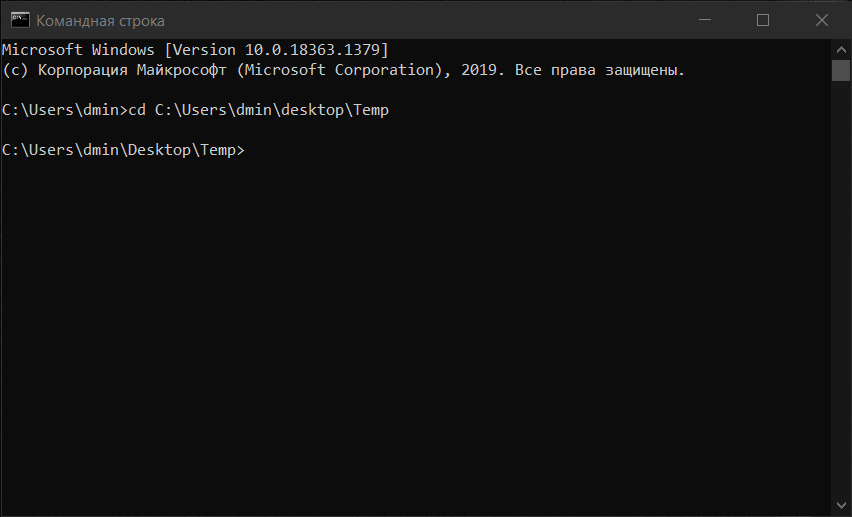 Командная строка
Microsoft Windows [Version 10.0.18363.1379]
(c) Корпорация Майкрософт (Microsoft Corporation), 2019. Все права защищены.
C:\Users\dmin>cd C:\Users\dmin\desktop\Temp
C:\Users\dmin\Desktop\Temp>